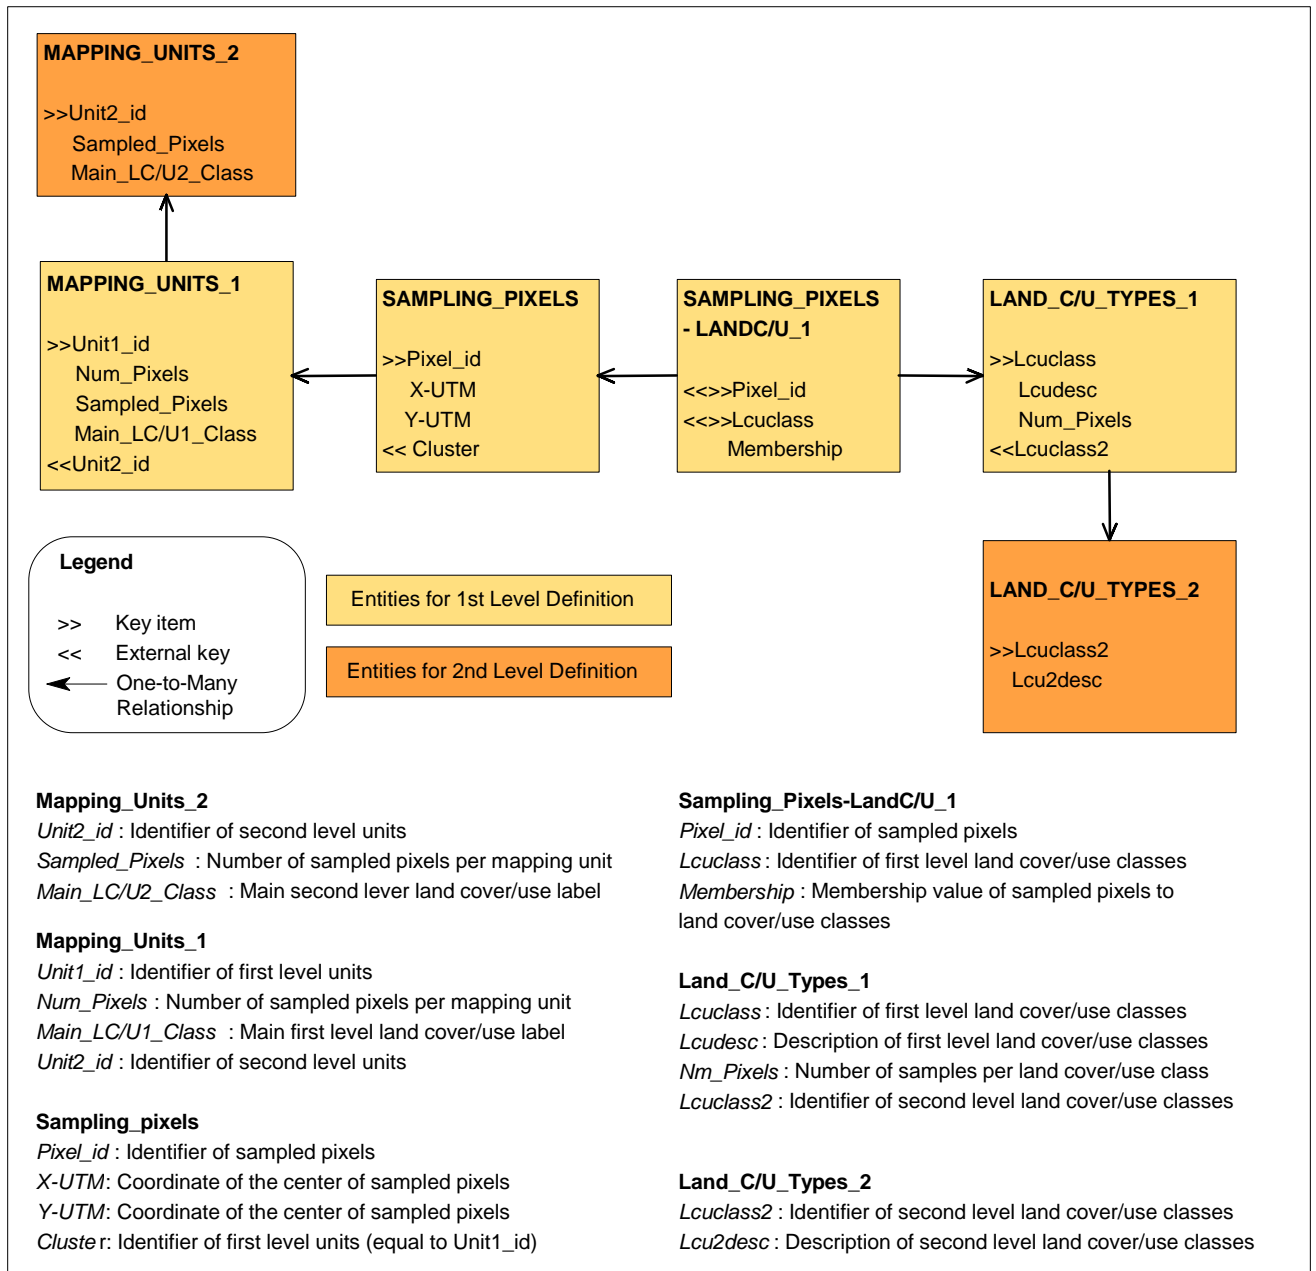 MAPPING_UNITS_2
>>Unit2_id
Sampled_Pixels
Main_LC/U2_Class
MAPPING_UNITS_1
>>Unit1_id
Num_Pixels
Sampled_Pixels
Main_LC/U1_Class
<<Unit2_id
SAMPLING_PIXELS
>>Pixel_id
X-UTM
Y-UTM
<< Cluster
SAMPLING_PIXELS
- LANDC/U_1
<<>>Pixel_id
<<>>Lcuclass
Membership
LAND_C/U_TYPES_1
>>Lcuclass
Lcudesc
Num_Pixels
<<Lcuclass2
LAND_C/U_TYPES_2
>>Lcuclass2
Lcu2desc
Legend
>> Key item
<< External key
One-to-Many
Relationship
Entities for 1st Level Definition
Entities for 2nd Level Definition
Mapping_Units_2
Unit2_id : Identifier of second level units
Sampled_Pixels : Number of sampled pixels per mapping unit
Main_LC/U2_Class : Main second lever land cover/use label
Mapping_Units_1
Unit1_id : Identifier of first level units
Num_Pixels : Number of sampled pixels per mapping unit
Main_LC/U1_Class : Main first level land cover/use label
Unit2_id : Identifier of second level units
Sampling_pixels
Pixel_id : Identifier of sampled pixels
X-UTM: Coordinate of the center of sampled pixels
Y-UTM: Coordinate of the center of sampled pixels
Cluster: Identifier of first level units (equal to Unit1_id)
Sampling_Pixels-LandC/U_1
Pixel_id : Identifier of sampled pixels
Lcuclass : Identifier of first level land cover/use classes
Membership : Membership value of sampled pixels to
land cover/use classes
Land_C/U_Types_1
Lcuclass : Identifier of first level land cover/use classes
Lcudesc : Description of first level land cover/use classes
Nm_Pixels : Number of samples per land cover/use class
Lcuclass2 : Identifier of second level land cover/use classes
Land_C/U_Types_2
Lcuclass2 : Identifier of second level land cover/use classes
Lcu2desc : Description of second level land cover/use classes